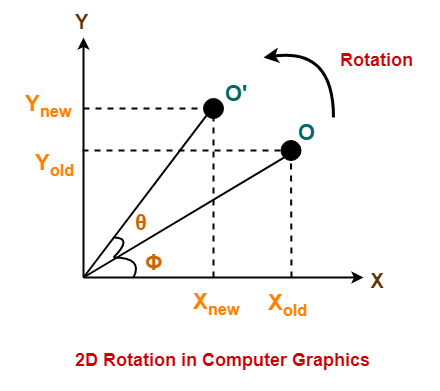 Y
Rotation
O'
Ynew
O
Yold
θ
Φ
X
Xnew
Xold
2D Rotation in Computer Graphics